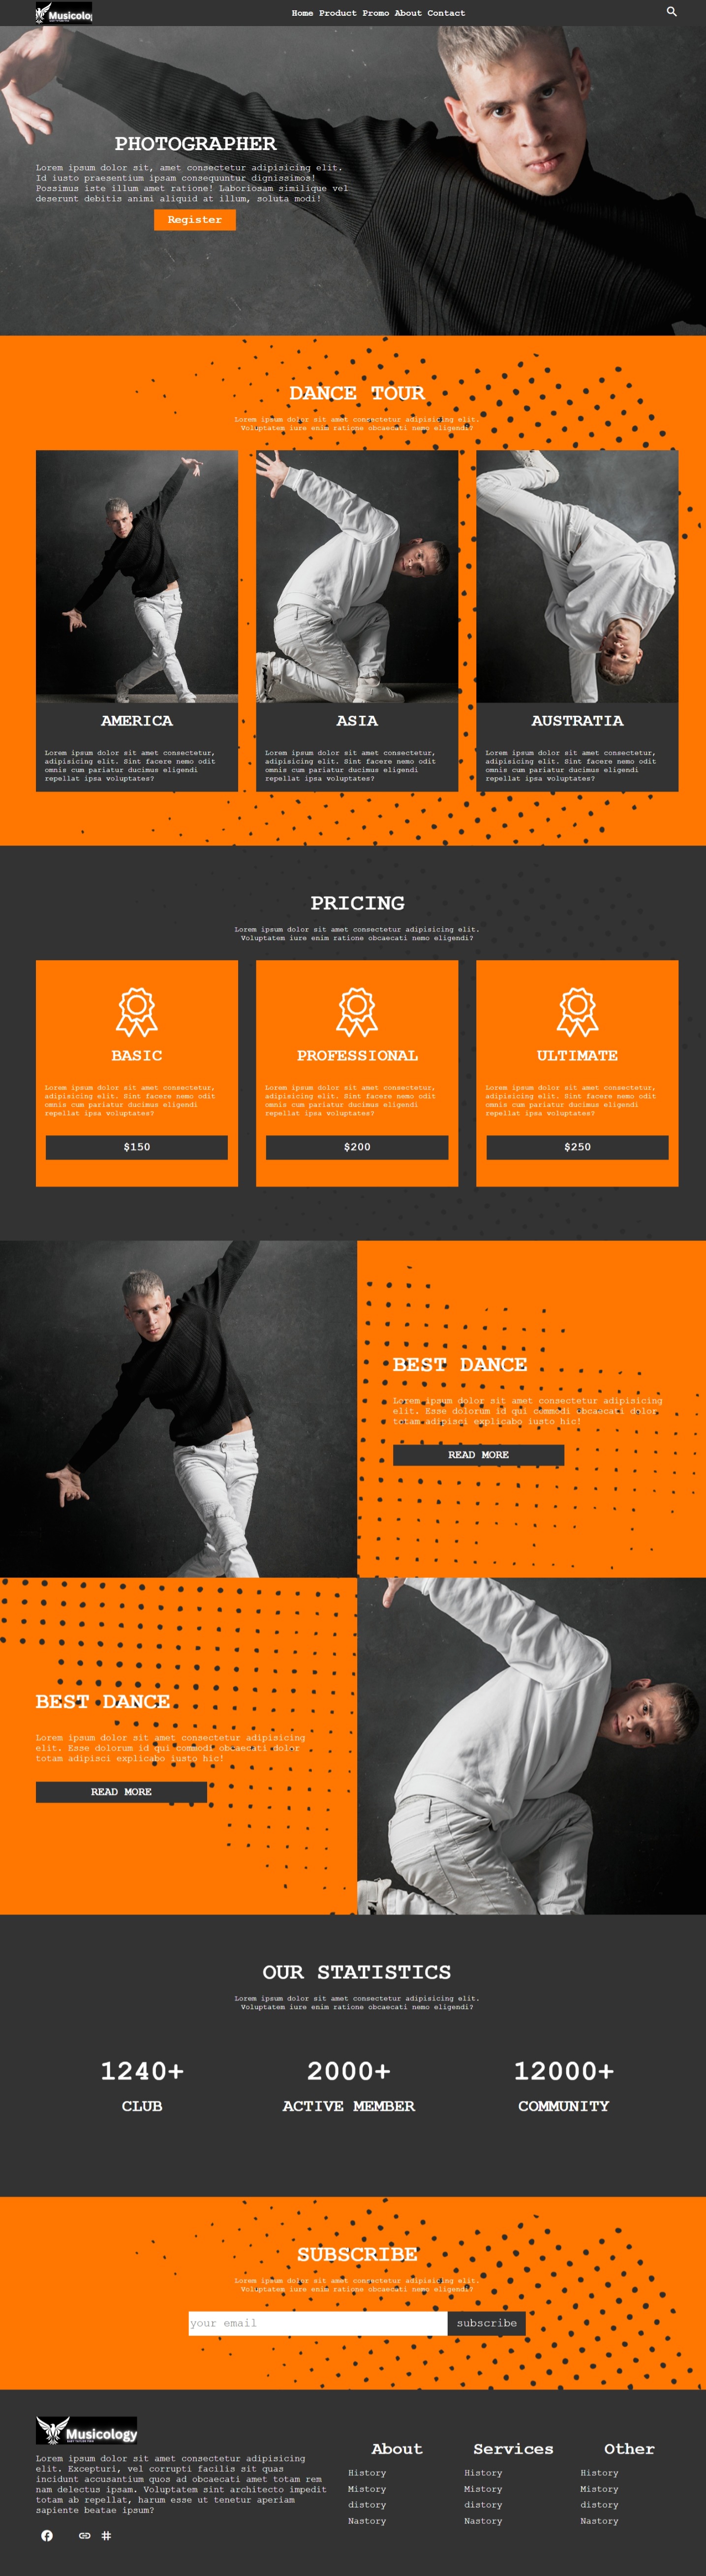 Musicolo
Home Product Promo About Contact
PHOTOGRAPHER
Lorem ipsum dolor sit, amet consectetur adipisicing elit.
Id iusto praesentium ipsam consequuntur dignissimos!
Possimus iste illum amet ratione! Laboriosam similique vel
deserunt debitis animi aliquid at illum, soluta modi!
Register
DANCE TOUR
Lorem ipsum dolor sit amet consectetur adipisicing elit.
Voluptatem iure enim ratione obcaecati nemo eligendi?
AMERICA
Lorem ipsum dolor sit amet consectetur,
adipisicing elit. Sint facere nemo odit
omnis cum pariatur ducimus eligendi
repellat ipsa voluptates?
ASIA
Lorem ipsum dolor sit amet consectetur,
adipisicing elit. Sint facere nemo odit
omnis cum pariatur ducimus eligendi
repellat ipsa voluptates?
AUSTRATIA
Lorem ipsum dolor sit amet consectetur,
adipisicing elit. Sint facere nemo odit
omnis cum pariatur ducimus eligendi
repellat ipsa voluptates?
PRICING
Lorem ipsum dolor sit amet consectetur adipisicing elit.
Voluptatem iure enim ratione obcaecati nemo eligendi?
BASIC
Lorem ipsum dolor sit amet consectetur,
adipisicing elit. Sint facere nemo odit
omnis cum pariatur ducimus eligendi
repellat ipsa voluptates?
$150
PROFESSIONAL
Lorem ipsum dolor sit amet consectetur,
adipisicing elit. Sint facere nemo odit
omnis cum pariatur ducimus eligendi
repellat ipsa voluptates?
$200
ULTIMATE
Lorem ipsum dolor sit amet consectetur,
adipisicing elit. Sint facere nemo odit
omnis cum pariatur ducimus eligendi
repellat ipsa voluptates?
$250
BEST DANCE
Lorem ipsum dolor sit amet consectetur adipisicing
elit. Esse dolorum id qui commodi obcaecati dolor
totam adipisci explicabo iusto hic!
READ MORE
BEST DANCE
Lorem ipsum dolor sit amet consectetur adipisicing
elit. Esse dolorum id qui commodi obcaecati dolor
totam adipisci explicabo iusto hic!
READ MORE
OUR STATISTICS
Lorem ipsum dolor sit amet consectetur adipisicing elit.
Voluptatem iure enim ratione obcaecati nemo eligendi?
1240+
CLUB
2000+
ACTIVE MEMBER
12000+
COMMUNITY
SUBSCRIBE
Lorem ipsum dolor sit amet consectetur adipisicing elit.
Voluptatem iure enim ratione obcaecati nemo eligendi?
your email
subscribe
Musicology
Lorem ipsum dolor sit amet consectetur adipisicing
elit. Excepturi, vel corrupti facilis sit quas
incidunt accusantium quos ad obcaecati amet totam rem
nam delectus ipsam. Voluptatem sint architecto impedit
totam ab repellat, harum esse ut tenetur aperiam
sapiente beatae ipsum?
About
History
Mistory
distory
Nastory
Services
History
Mistory
distory
Nastory
Other
History
Mistory
distory
Nastory